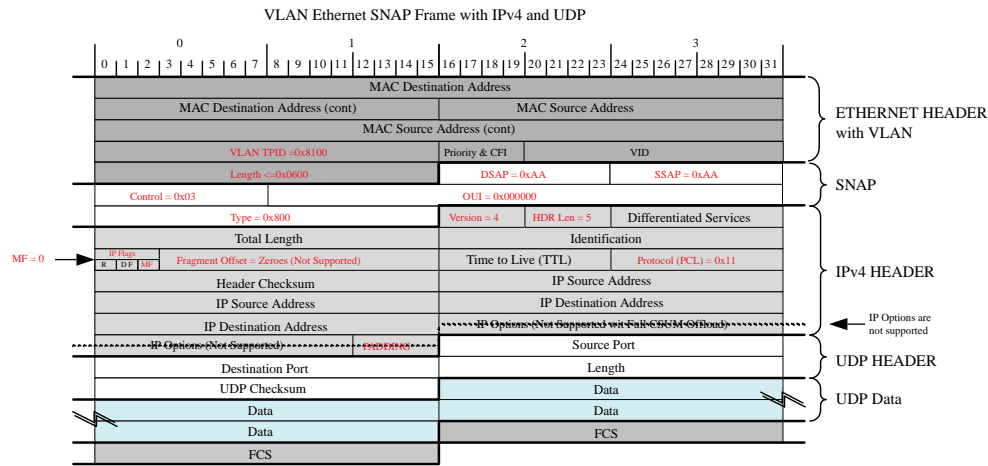 VLAN Ethernet SNAP Frame with IPv4 and UDP
0 1 2 3
0 1 2 3 4 5 6 7 8 9 10 11 12 13 14 15 16 17 18 19 20 21 22 23 24 25 26 27 28 29 30 31
MAC Destination Address
MAC Destination Address (cont) MAC Source Address
ETHERNET HEADER
with VLAN
MAC Source Address (cont)
VLAN TPID =0x8100 Priority & CFI VID
Length <=0x0600 DSAP = 0xAA SSAP = 0xAA
SNAP
Control = 0x03 OUI = 0x000000
Type = 0x800 Version = 4 HDR Len = 5 Differentiated Services
Total Length Identification
MF = 0
IP Flags
R D F MF
Fragment Offset = Zeroes (Not Supported) Time to Live (TTL) Protocol (PCL) = 0x11
IPv4 HEADER
Header Checksum IP Source Address
IP Source Address IP Destination Address
IP Destination Address IP Options (Not Supported wit Full CSUM Offload)
IP Options are
not supported
IP Options (Not Supported) PADDING Source Port
UDP HEADER
Destination Port Length
UDP Checksum Data
UDP Data
Data Data
Data FCS
FCS